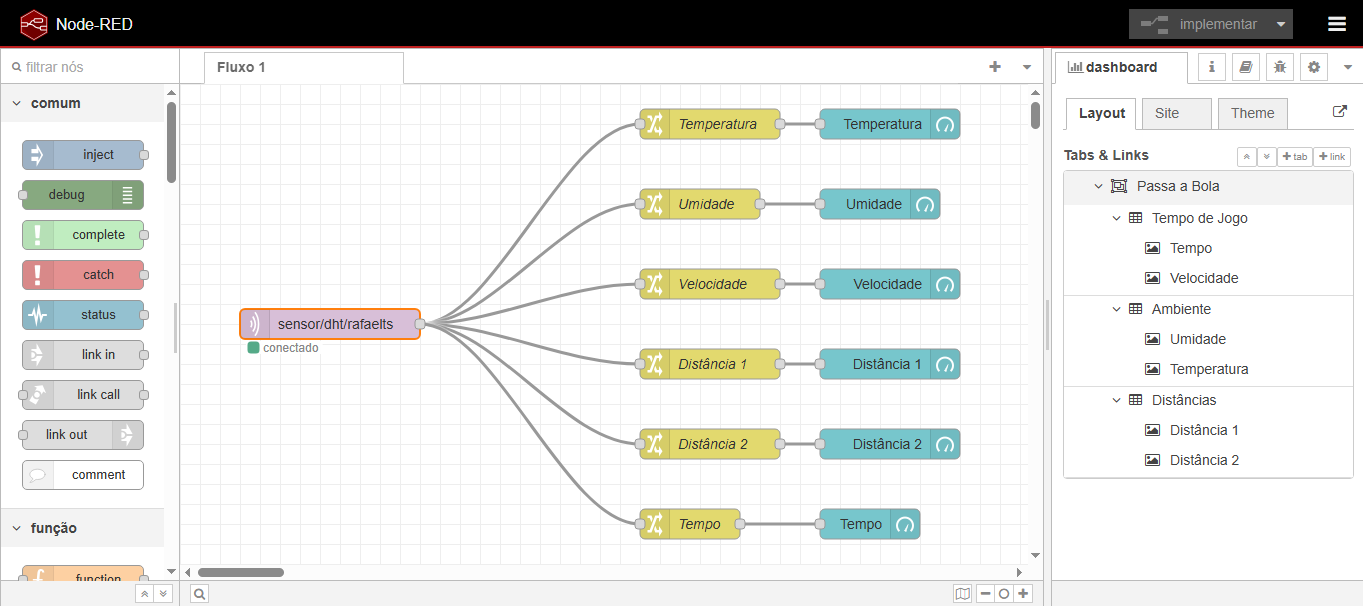 Node-RED
implementar
filtrar nós
Fluxo 1
dashboard
i
comum
Layout
Site
Theme
inject
Temperatura
Temperatura
Tabs & Links
tab
link
debug
Passa a Bola
complete
Umidade
Umidade
Tempo de Jogo
Tempo
catch
Velocidade
Velocidade
Velocidade
status
sensor/dht/rafaelts
Ambiente
conectado
Umidade
link in
Distância 1
Distância 1
Temperatura
link call
Distâncias
link out
Distância 2
Distância 2
Distância 1
comment
Distância 2
função
Tempo
Tempo
function